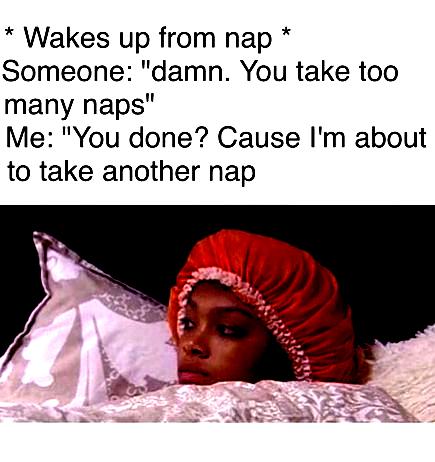 * Wakes up from nap *
Someone: "damn. You take too
many naps"
Me: "You done? Cause I'm about
to take another nap